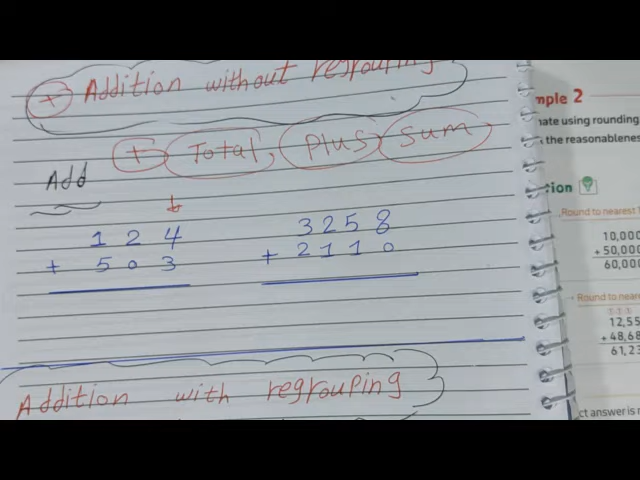 + Addition without regrouping
+ Total, Plus, Sum
Add
1 2 4
+ 5 0 3
3 2 5 8
+ 2 1 1 0
Addition with regrouping
mple 2
nate using rounding
the reasonablenes
tion
Round to nearest
10,000
+ 50,000
60,000
Round to neare
12,55
+ 48,68
61,23
ct answer is